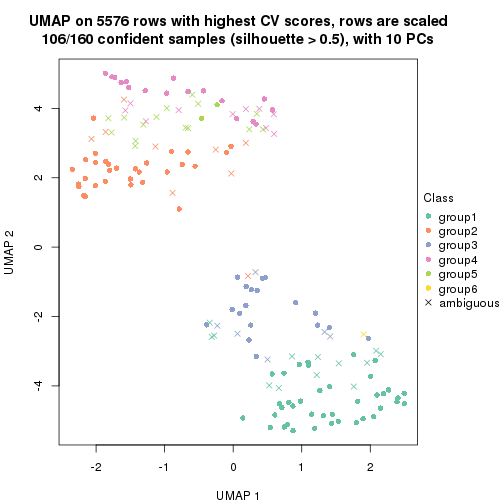 UMAP on 5576 rows with highest CV scores, rows are scaled
106/160 confident samples (silhouette > 0.5), with 10 PCs
4
2
0
-2
-4
UMAP 2
-2
-1
0
1
2
UMAP 1
Class
group1
group2
group3
group4
group5
group6
ambiguous